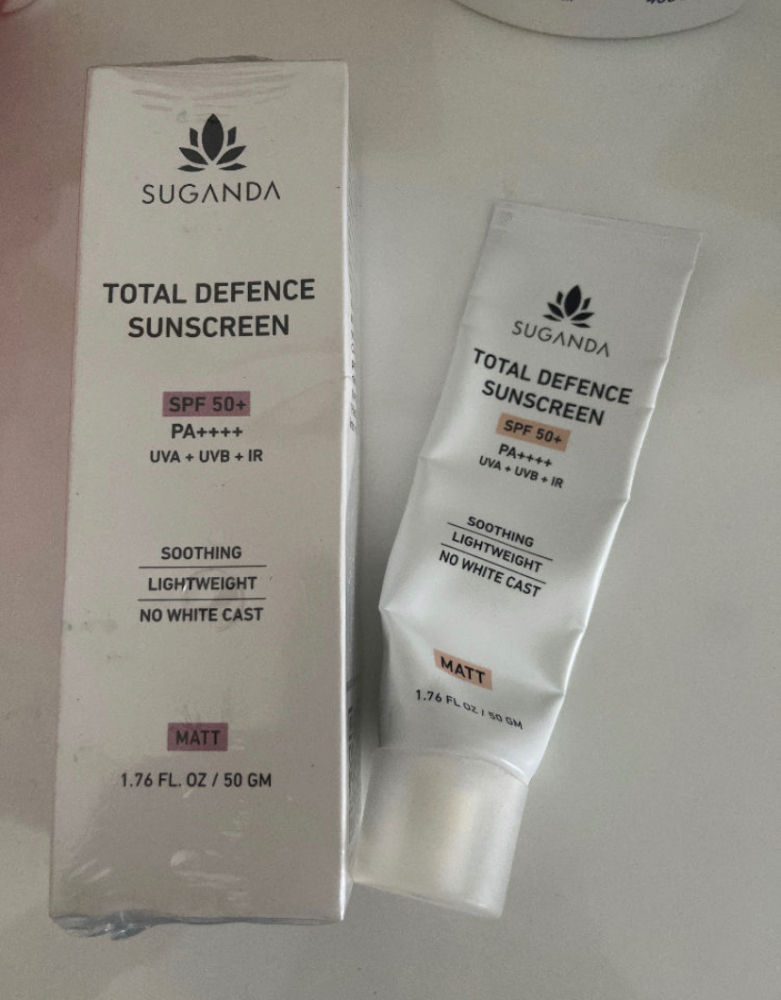 SUGANDA
TOTAL DEFENCE
SUNSCREEN
SPF 50+
PA++++
UVA + UVB + IR
SOOTHING
LIGHTWEIGHT
NO WHITE CAST
MATT
1.76 FL. OZ / 50 GM
SUGANDA
TOTAL DEFENCE
SUNSCREEN
SPF 50+
PA++++
UVA + UVB + IR
SOOTHING
LIGHTWEIGHT
NO WHITE CAST
MATT
1.76 FL OZ / 50 GM